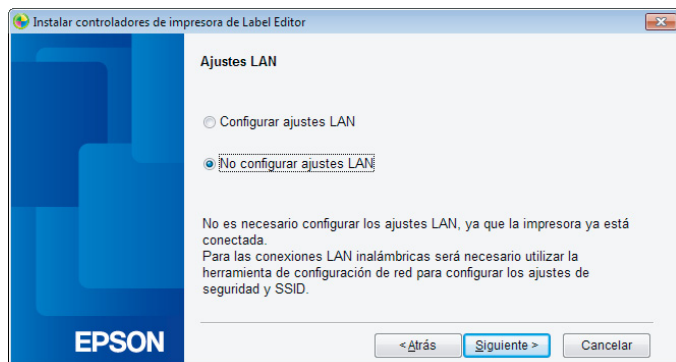 Instalar controladores de impresora de Label Editor
Ajustes LAN
Configurar ajustes LAN
No configurar ajustes LAN
No es necesario configurar los ajustes LAN, ya que la impresora ya está
conectada.
Para las conexiones LAN inalámbricas será necesario utilizar la
herramienta de configuración de red para configurar los ajustes de
seguridad y SSID.
EPSON
< Atrás
Siguiente >
Cancelar